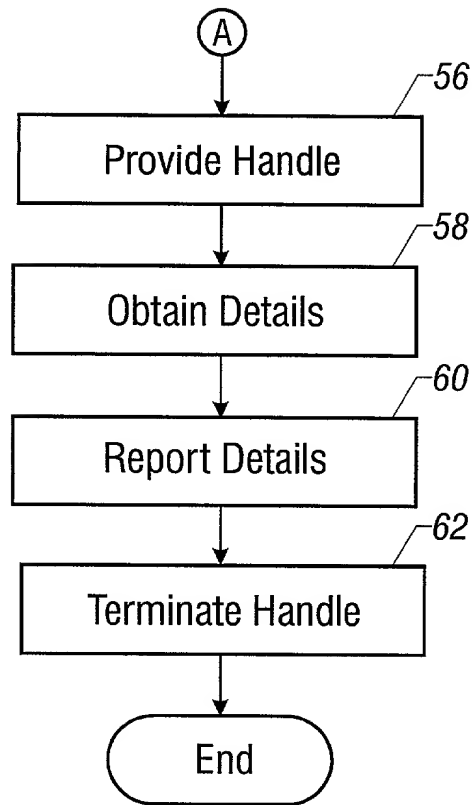 A
56
Provide Handle
58
Obtain Details
60
Report Details
62
Terminate Handle
End